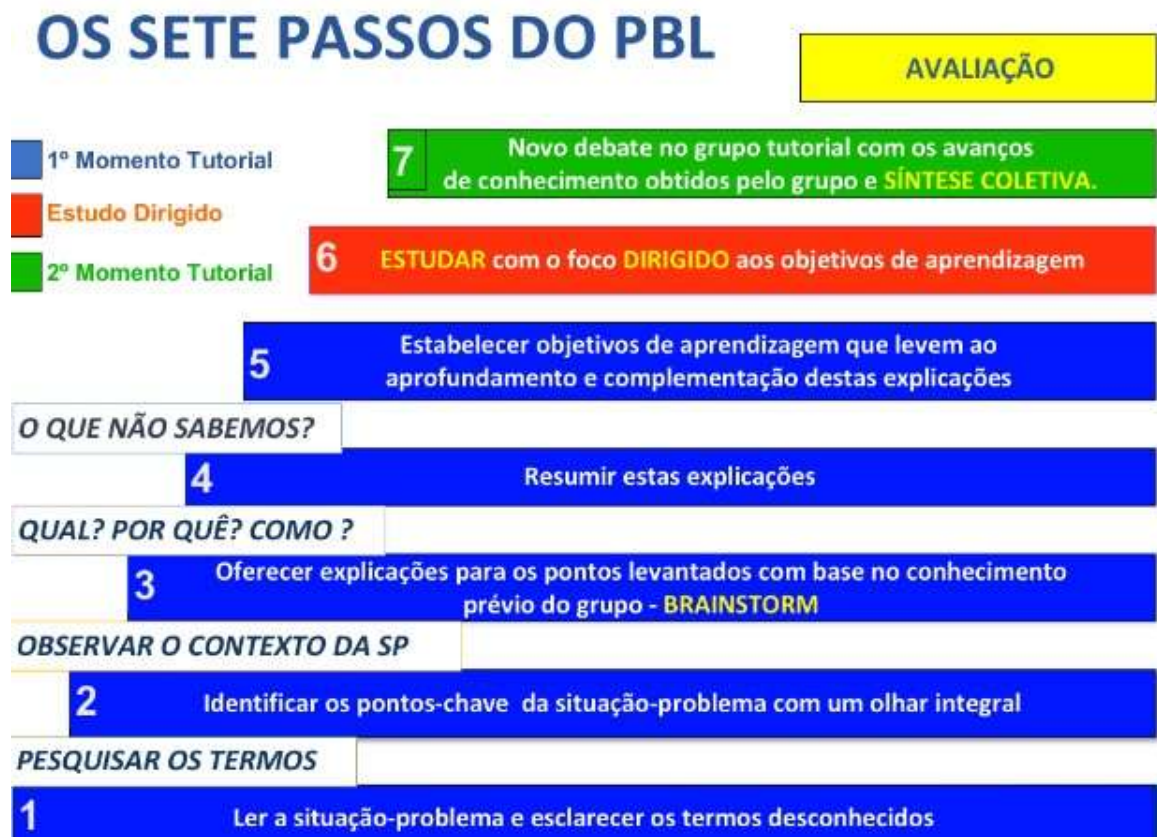 OS SETE PASSOS DO PBL
AVALIAÇÃO
1º Momento Tutorial
Estudo Dirigido
2º Momento Tutorial
7
Novo debate no grupo tutorial com os avanços
de conhecimento obtidos pelo grupo e SÍNTESE COLETIVA.
6
ESTUDAR com o foco DIRIGIDO aos objetivos de aprendizagem
5
Estabelecer objetivos de aprendizagem que levem ao
aprofundamento e complementação destas explicações
O QUE NÃO SABEMOS?
4
Resumir estas explicações
QUAL? POR QUÊ? COMO ?
3
Oferecer explicações para os pontos levantados com base no conhecimento
prévio do grupo - BRAINSTORM
OBSERVAR O CONTEXTO DA SP
2
Identificar os pontos-chave da situação-problema com um olhar integral
PESQUISAR OS TERMOS
1
Ler a situação-problema e esclarecer os termos desconhecidos